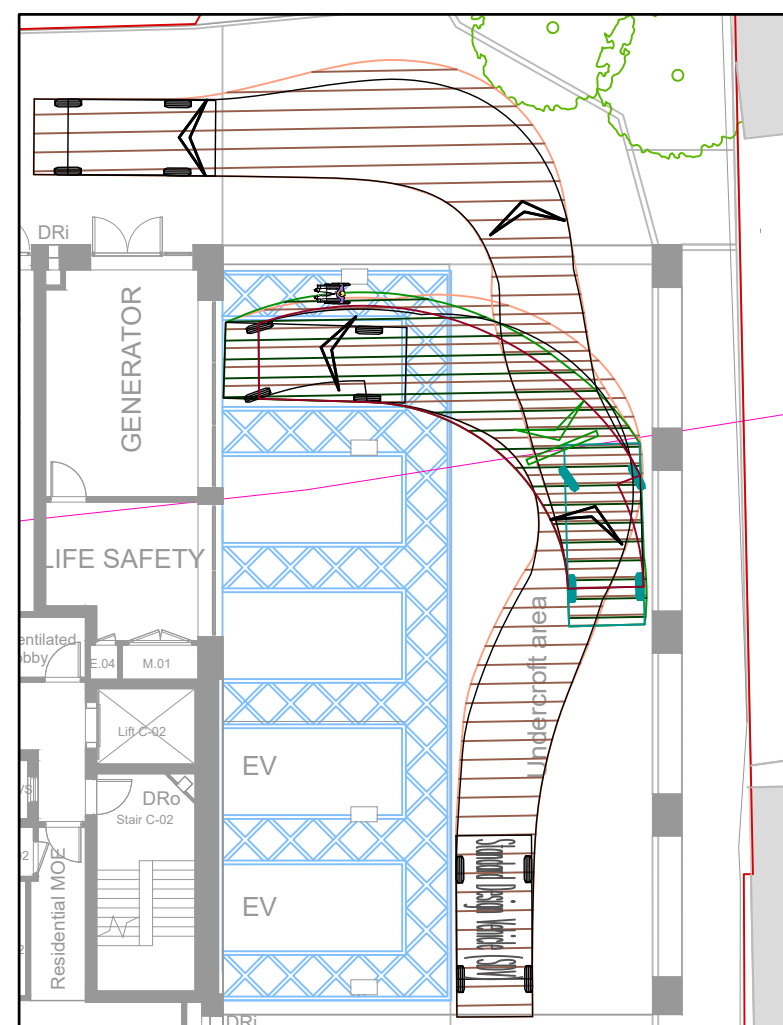 DRi
GENERATOR
LIFE SAFETY
entilated
obby
E.04
M.01
Lift C-02
DRo
Stair C-02
Residential MOE
EV
EV
Undercroft area
DRi